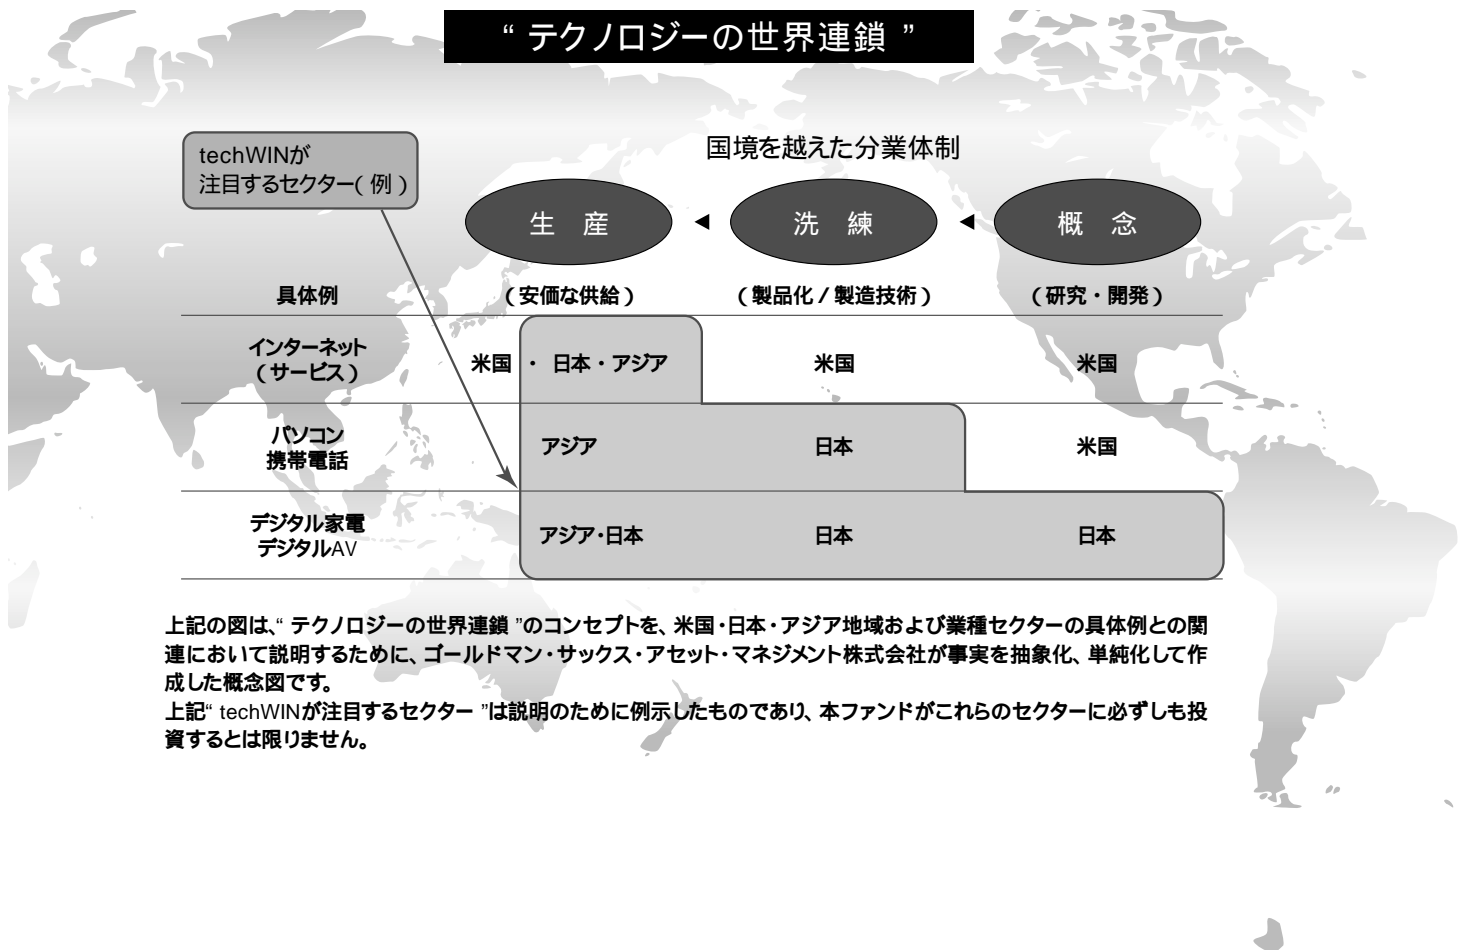 “ テクノロジーの世界連鎖 ”
techWINが
注目するセクター( 例 )
国境を越えた分業体制
生 産 ◀ 洗 練 ◀ 概 念
具体例 ( 安価な供給 ) ( 製品化 / 製造技術 ) ( 研究・開発 )
インターネット
( サービス )
米国 ・ 日本・アジア 米国 米国
パソコン
携帯電話
アジア 日本 米国
デジタル家電
デジタルAV
アジア・日本 日本 日本
上記の図は、“ テクノロジーの世界連鎖 ”のコンセプトを、米国・日本・アジア地域および業種セクターの具体例との関
連において説明するために、ゴールドマン・サックス・アセット・マネジメント株式会社が事実を抽象化、単純化して作
成した概念図です。
上記“ techWINが注目するセクター ”は説明のために例示したものであり、本ファンドがこれらのセクターに必ずしも投
資するとは限りません。